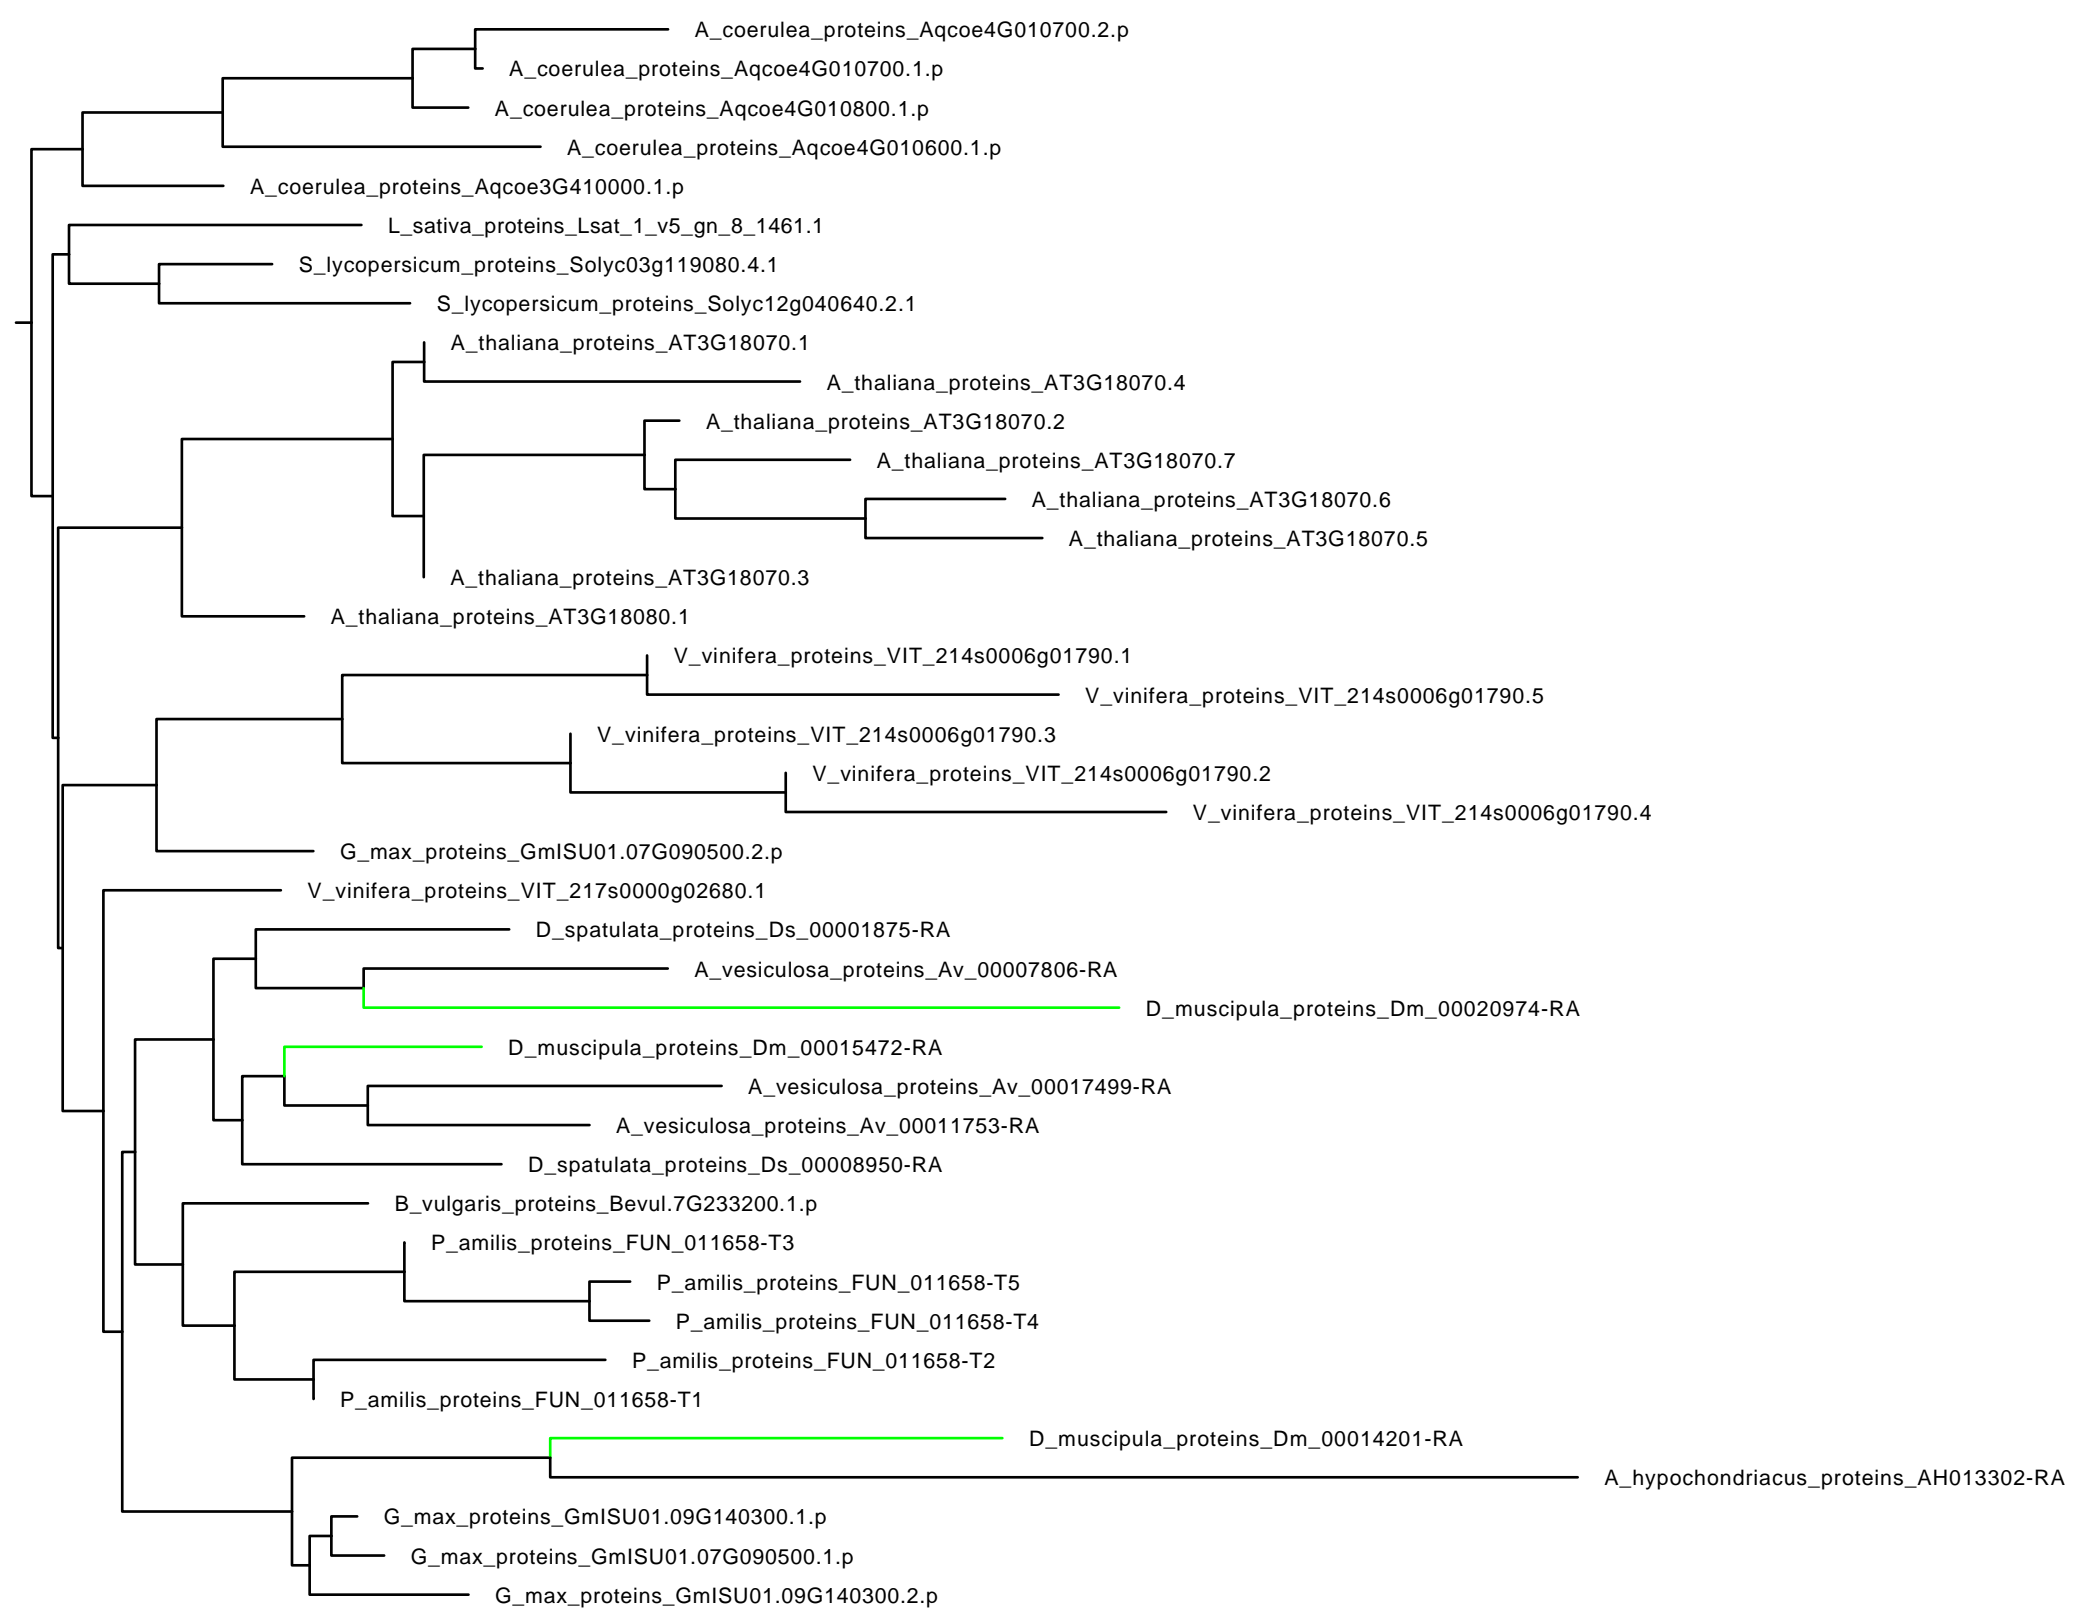 A_coerulea_proteins_Aqcoe4G010700.2.p
A_coerulea_proteins_Aqcoe4G010700.1.p
A_coerulea_proteins_Aqcoe4G010800.1.p
A_coerulea_proteins_Aqcoe4G010600.1.p
A_coerulea_proteins_Aqcoe3G410000.1.p
L_sativa_proteins_Lsat_1_v5_gn_8_1461.1
S_lycopersicum_proteins_Solyc03g119080.4.1
S_lycopersicum_proteins_Solyc12g040640.2.1
A_thaliana_proteins_AT3G18070.1
A_thaliana_proteins_AT3G18070.4
A_thaliana_proteins_AT3G18070.2
A_thaliana_proteins_AT3G18070.7
A_thaliana_proteins_AT3G18070.6
A_thaliana_proteins_AT3G18070.5
A_thaliana_proteins_AT3G18070.3
A_thaliana_proteins_AT3G18080.1
V_vinifera_proteins_VIT_214s0006g01790.1
V_vinifera_proteins_VIT_214s0006g01790.5
V_vinifera_proteins_VIT_214s0006g01790.3
V_vinifera_proteins_VIT_214s0006g01790.2
V_vinifera_proteins_VIT_214s0006g01790.4
G_max_proteins_GmISU01.07G090500.2.p
V_vinifera_proteins_VIT_217s0000g02680.1
D_spatulata_proteins_Ds_00001875-RA
A_vesiculosa_proteins_Av_00007806-RA
D_muscipula_proteins_Dm_00020974-RA
D_muscipula_proteins_Dm_00015472-RA
A_vesiculosa_proteins_Av_00017499-RA
A_vesiculosa_proteins_Av_00011753-RA
D_spatulata_proteins_Ds_00008950-RA
B_vulgaris_proteins_Bevul.7G233200.1.p
P_amilis_proteins_FUN_011658-T3
P_amilis_proteins_FUN_011658-T5
P_amilis_proteins_FUN_011658-T4
P_amilis_proteins_FUN_011658-T2
P_amilis_proteins_FUN_011658-T1
D_muscipula_proteins_Dm_00014201-RA
A_hypochondriacus_proteins_AH013302-RA
G_max_proteins_GmISU01.09G140300.1.p
G_max_proteins_GmISU01.07G090500.1.p
G_max_proteins_GmISU01.09G140300.2.p